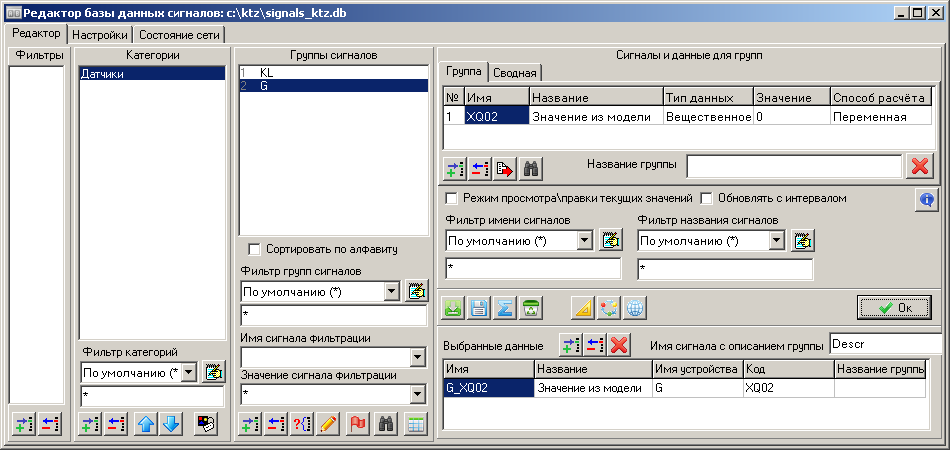 Редактор базы данных сигналов: c:\ktz\signals_ktz.db
Редактор Настройки Состояние сети
Фильтры
Категории
Датчики
Фильтр категорий
По умолчанию (*
*
Группы сигналов
1 KL
2 G
Сортировать по алфавиту
Фильтр групп сигналов
По умолчанию (*)
*
Имя сигнала фильтрации
Значение сигнала Фильтрации
*
Сигналы и данные для групп
Группа Сводная
№ Имя Название Тип данных Значение Способ расчёта
1 XQ02 Значение из модели Вещественное 0 Переменная
Название группы
Режим просмотра\правки текущих значений Обновлять с интервалом
Фильтр имени сигналов Фильтр названия сигналов
По умолчанию (*) По умолчанию (*)
* *
Ok
Выбранные данные Имя сигнала с описанием группы Descr
Имя Название Имя устройства Код Название группы
G_XQ02 Значение из модели G XQ02